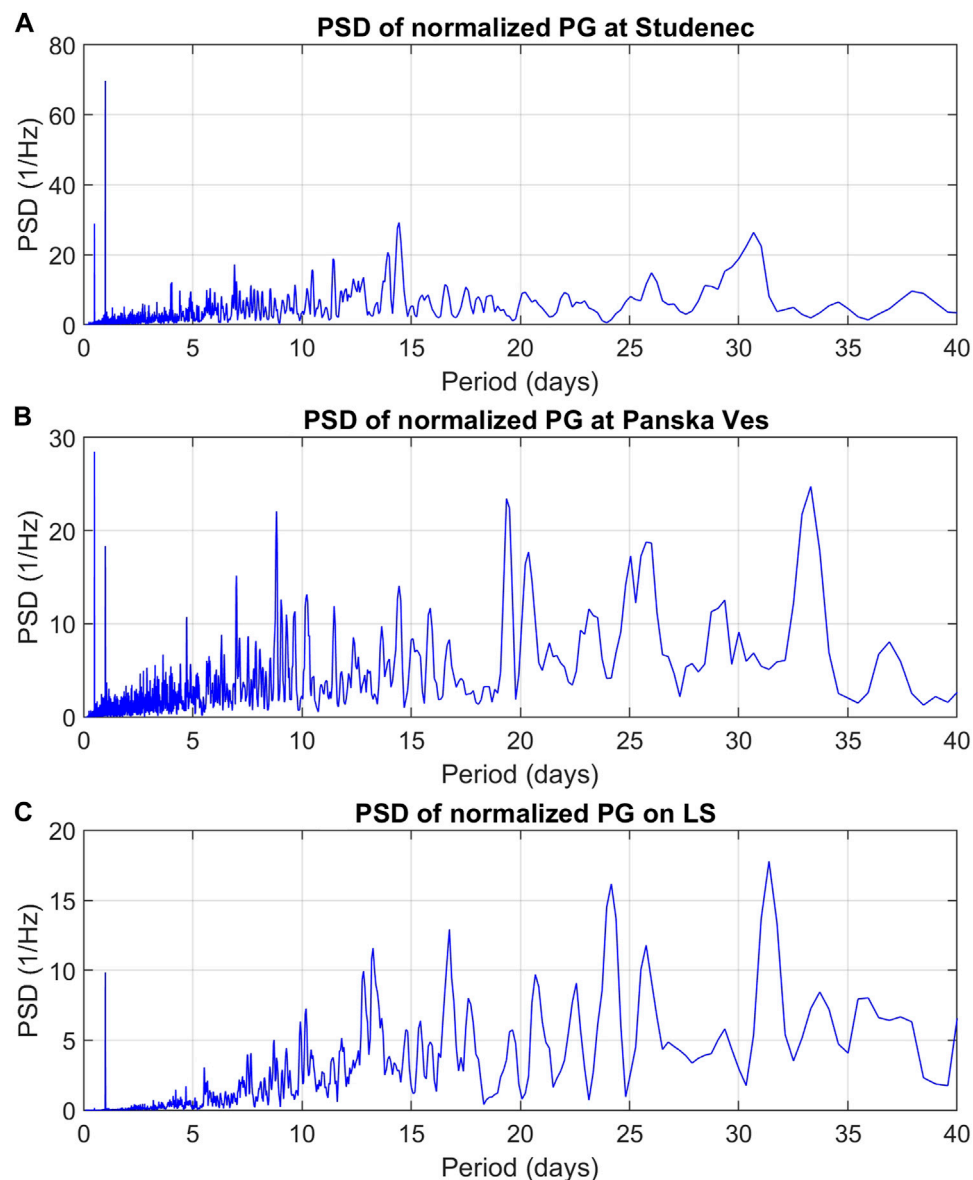 A
PSD of normalized PG at Studenec
80
60
40
20
0
PSD (1/Hz)
0 5 10 15 20 25 30 35 40
Period (days)
B
PSD of normalized PG at Panska Ves
30
20
10
0
PSD (1/Hz)
0 5 10 15 20 25 30 35 40
Period (days)
C
PSD of normalized PG on LS
20
15
10
5
0
PSD (1/Hz)
0 5 10 15 20 25 30 35 40
Period (days)